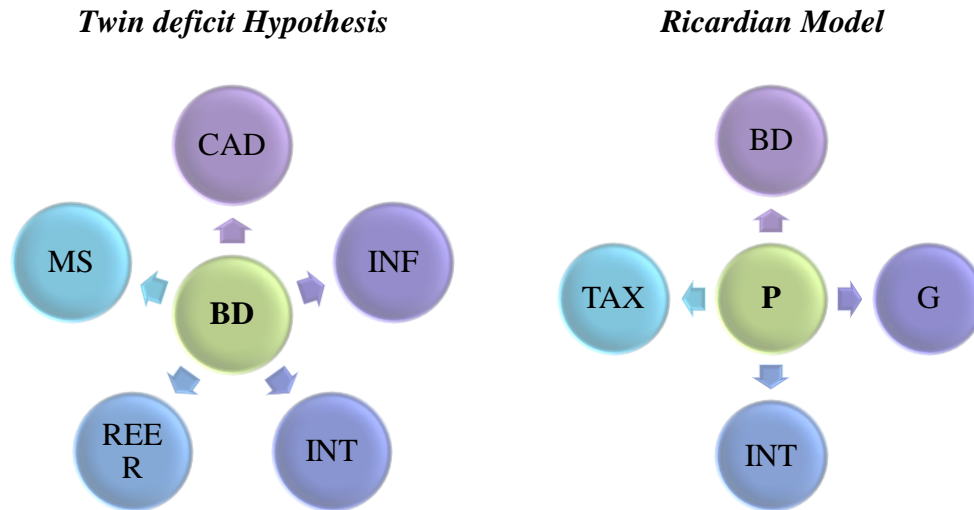 Twin deficit Hypothesis
CAD
MS
INF
BD
REE
R
INT
Ricardian Model
BD
TAX
P
G
INT